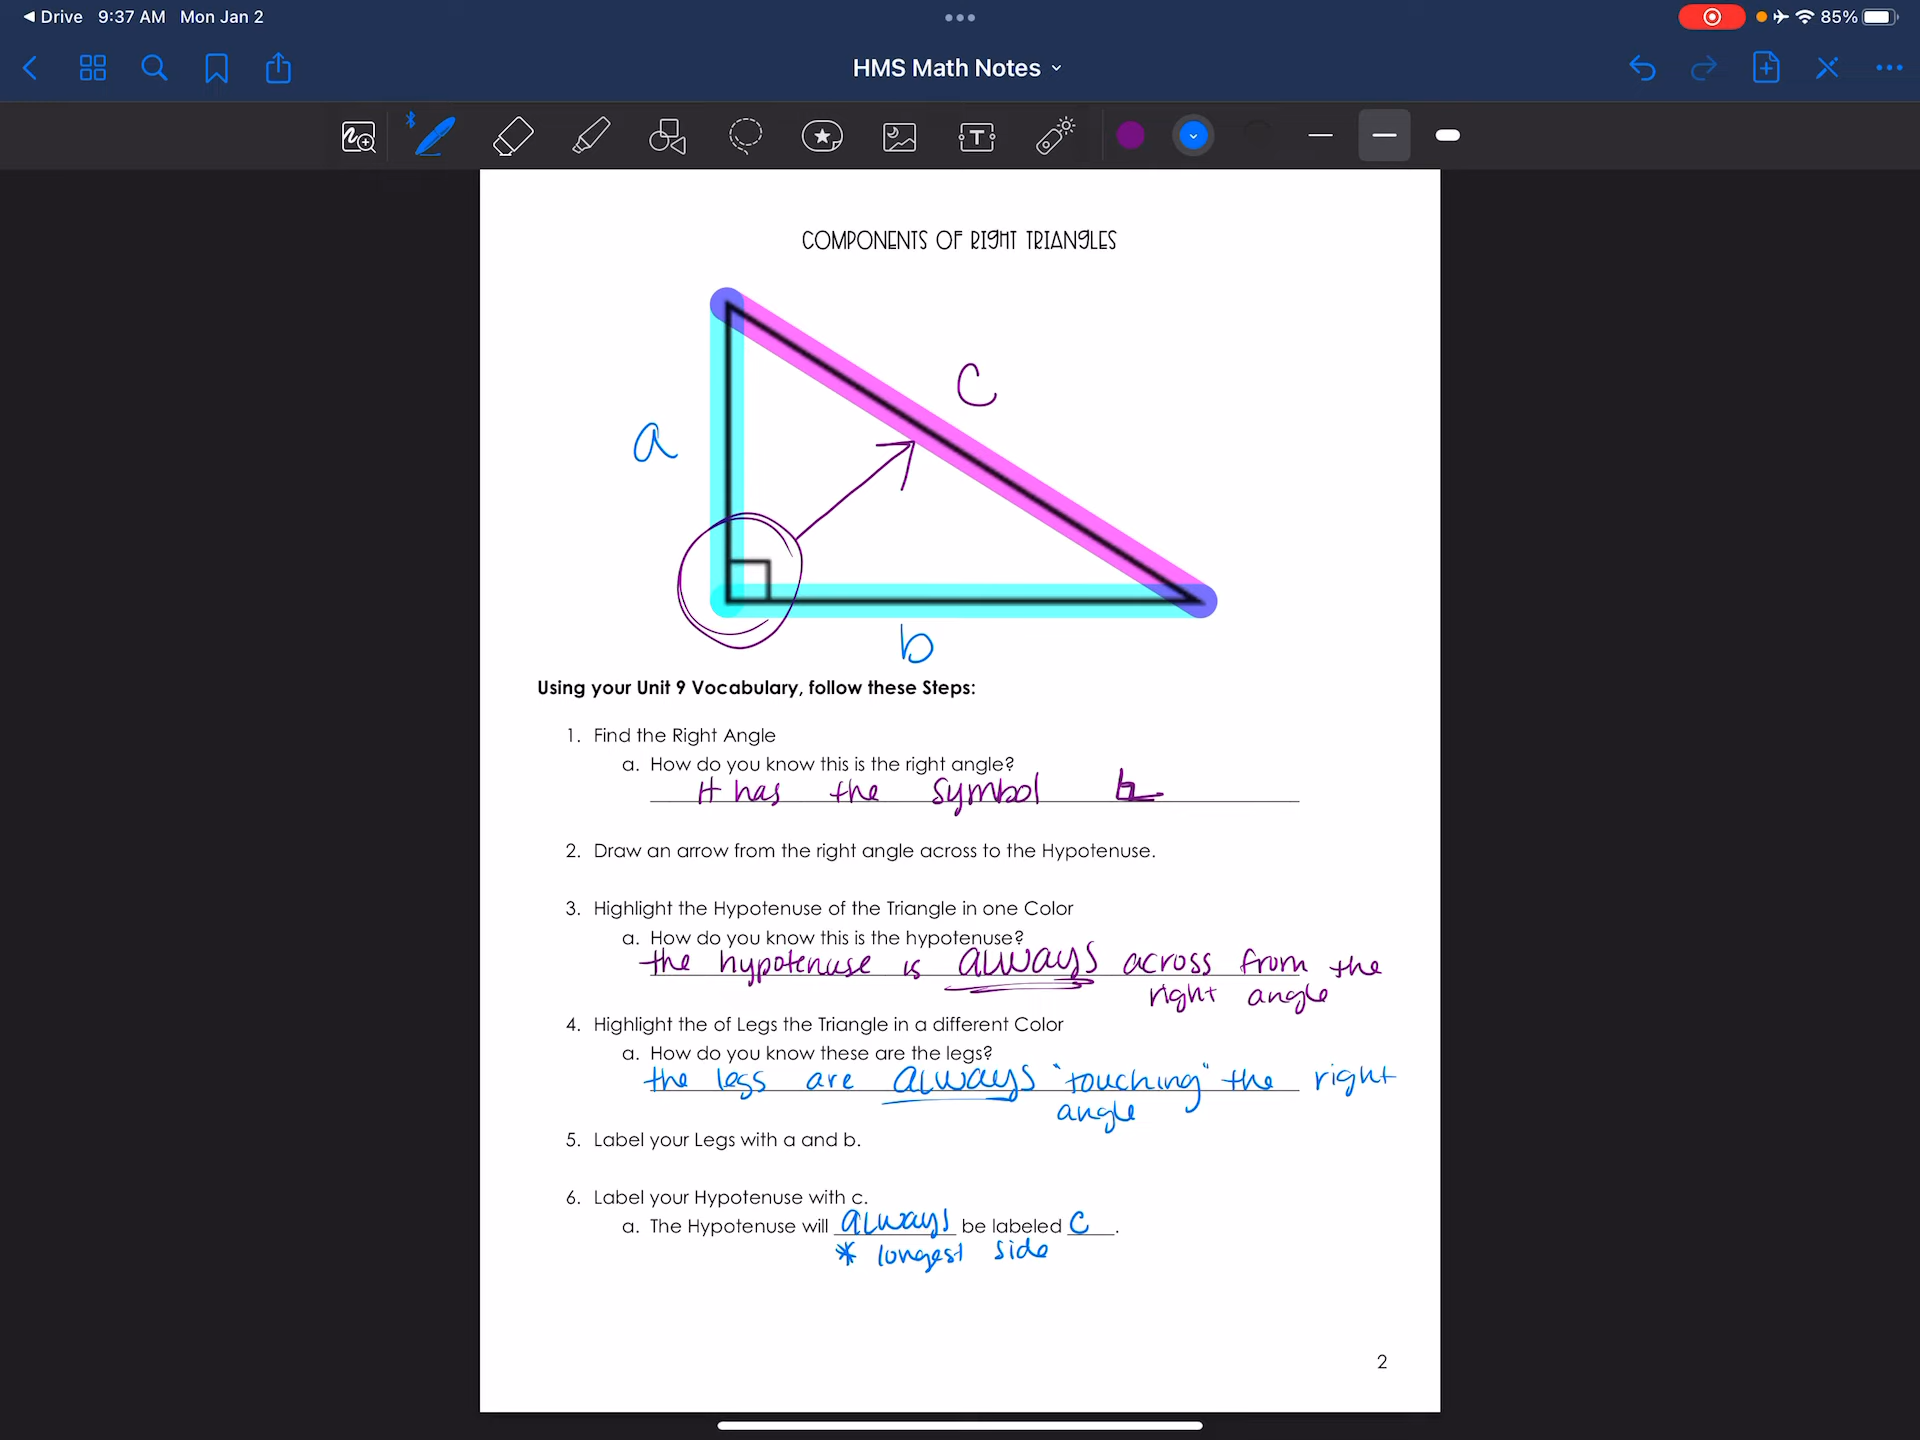 Drive 9:37 AM Mon Jan 2
85%
HMS Math Notes
T
COMPONENTS OF RIGHT TRIANGLES
c
a
b
Using your Unit 9 Vocabulary, follow these Steps:
1. Find the Right Angle
a. How do you know this is the right angle?
It has the symbol
2. Draw an arrow from the right angle across to the Hypotenuse.
3. Highlight the Hypotenuse of the Triangle in one Color
a. How do you know this is the hypotenuse?
the hypotenuse is always across from the
right angle
4. Highlight the of Legs the Triangle in a different Color
a. How do you know these are the legs?
the legs are always "touching" the right
angle
5. Label your Legs with a and b.
6. Label your Hypotenuse with c.
a. The Hypotenuse will always be labeled c.
* longest side
2